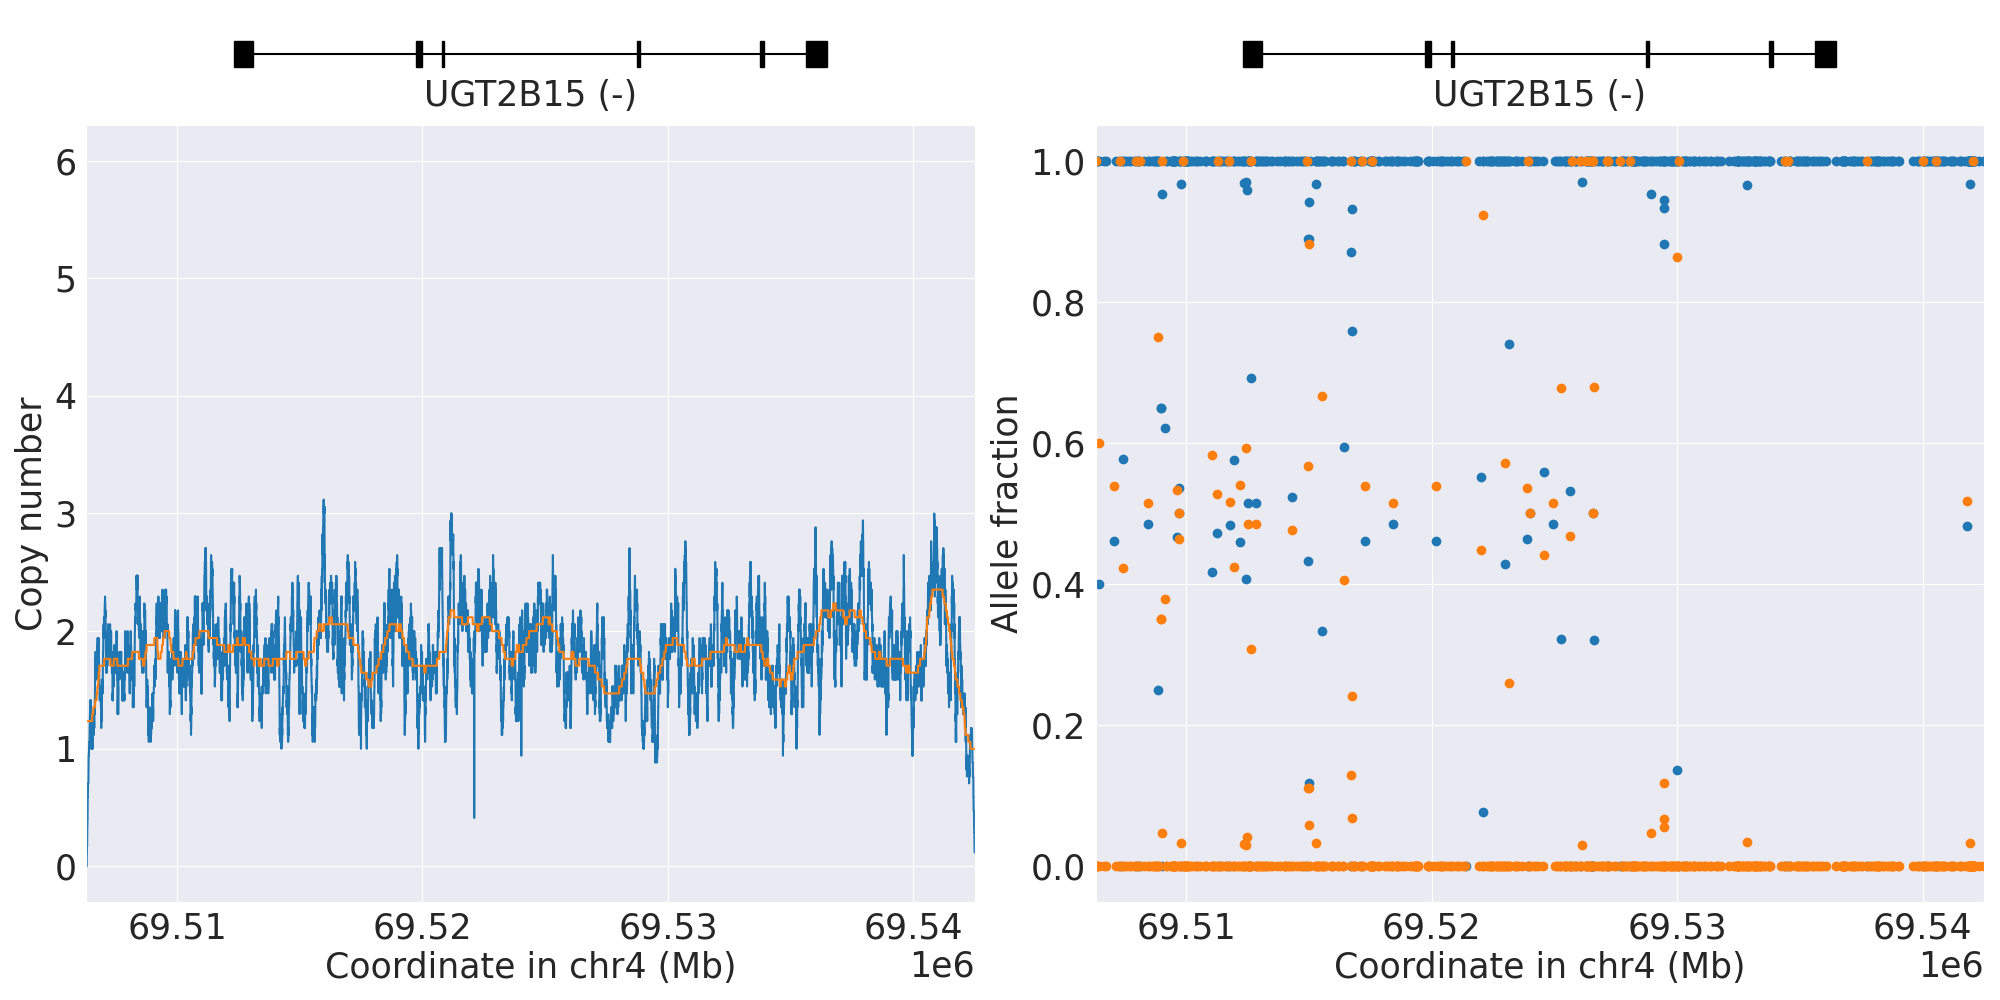 UGT2B15 (-)
Copy number
6
5
4
3
2
1
0
69.51 69.52 69.53 69.54
Coordinate in chr4 (Mb)
1e6
UGT2B15 (-)
Allele fraction
1.0
0.8
0.6
0.4
0.2
0.0
69.51 69.52 69.53 69.54
Coordinate in chr4 (Mb)
1e6